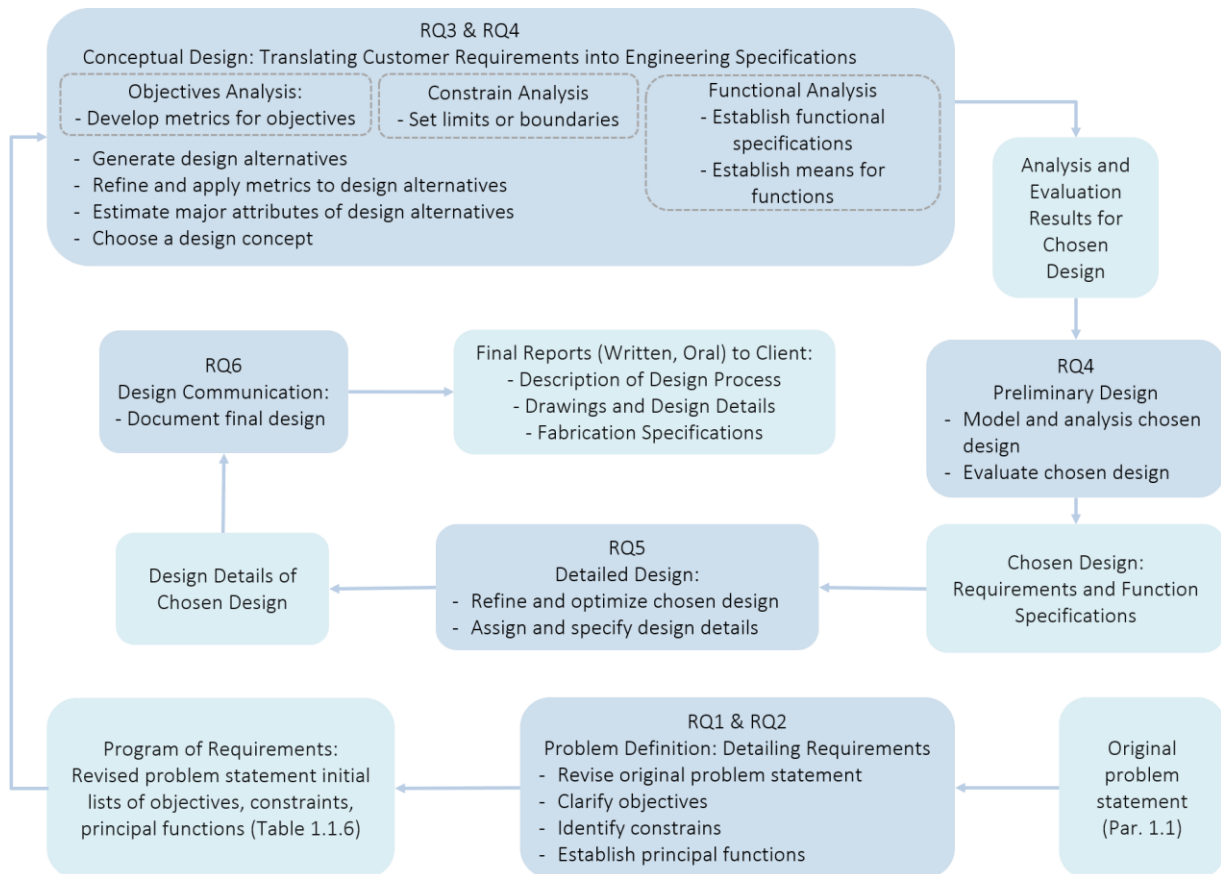 RQ3 & RQ4
Conceptual Design: Translating Customer Requirements into Engineering Specifications
Objectives Analysis:
- Develop metrics for objectives
Constrain Analysis
- Set limits or boundaries
Functional Analysis
- Establish functional
specifications
- Establish means for
functions
- Generate design alternatives
- Refine and apply metrics to design alternatives
- Estimate major attributes of design alternatives
- Choose a design concept
Analysis and
Evaluation
Results for
Chosen
Design
RQ6
Design Communication:
- Document final design
Final Reports (Written, Oral) to Client:
- Description of Design Process
- Drawings and Design Details
- Fabrication Specifications
RQ4
Preliminary Design
- Model and analysis chosen
design
- Evaluate chosen design
Design Details of
Chosen Design
RQ5
Detailed Design:
- Refine and optimize chosen design
- Assign and specify design details
Chosen Design:
Requirements and Function
Specifications
Program of Requirements:
Revised problem statement initial
lists of objectives, constraints,
principal functions (Table 1.1.6)
RQ1 & RQ2
Problem Definition: Detailing Requirements
- Revise original problem statement
- Clarify objectives
- Identify constrains
- Establish principal functions
Original
problem
statement
(Par. 1.1)